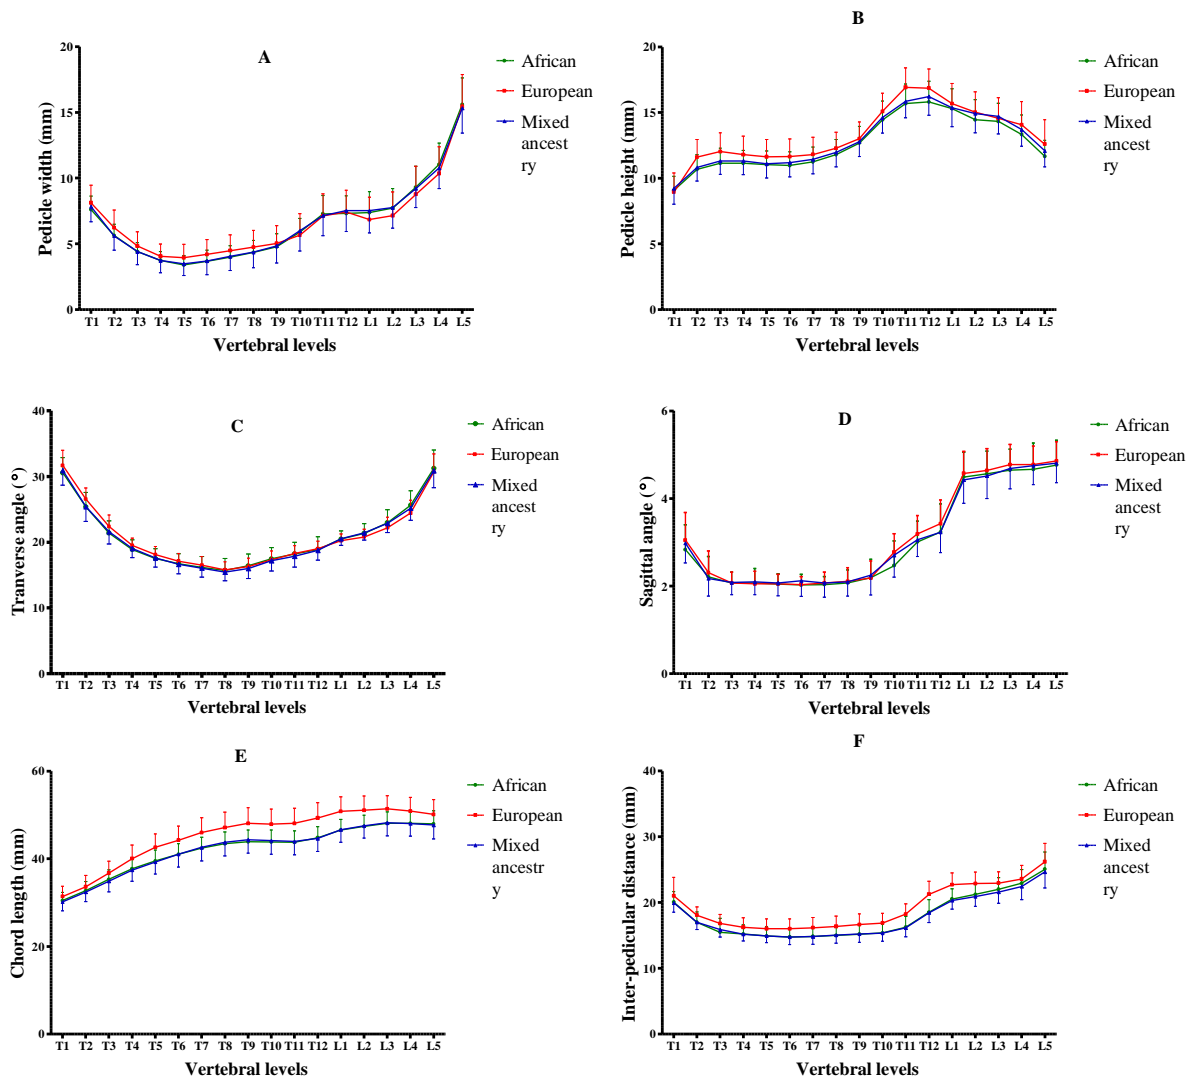 A
Pedicle width (mm)
20
15
10
5
0
T1 T2 T3 T4 T5 T6 T7 T8 T9 T10 T11 T12 L1 L2 L3 L4 L5
Vertebral levels
African
European
Mixed
ancest
ry
B
Pedicle height (mm)
20
15
10
5
0
T1 T2 T3 T4 T5 T6 T7 T8 T9 T10 T11 T12 L1 L2 L3 L4 L5
Vertebral levels
African
European
Mixed
ancest
ry
C
Tranverse angle (°)
40
30
20
10
0
T1 T2 T3 T4 T5 T6 T7 T8 T9 T10 T11 T12 L1 L2 L3 L4 L5
Vertebral levels
African
European
Mixed
ancest
ry
D
Sagittal angle (°)
6
4
2
0
T1 T2 T3 T4 T5 T6 T7 T8 T9 T10 T11 T12 L1 L2 L3 L4 L5
Vertebral levels
African
European
Mixed
ancest
ry
E
Chord length (mm)
60
40
20
0
T1 T2 T3 T4 T5 T6 T7 T8 T9 T10 T11 T12 L1 L2 L3 L4 L5
Vertebral levels
African
European
Mixed
ancestr
y
F
Inter-pedicular distance (mm)
40
30
20
10
0
T1 T2 T3 T4 T5 T6 T7 T8 T9 T10 T11 T12 L1 L2 L3 L4 L5
Vertebral levels
African
European
Mixed
ancest
ry